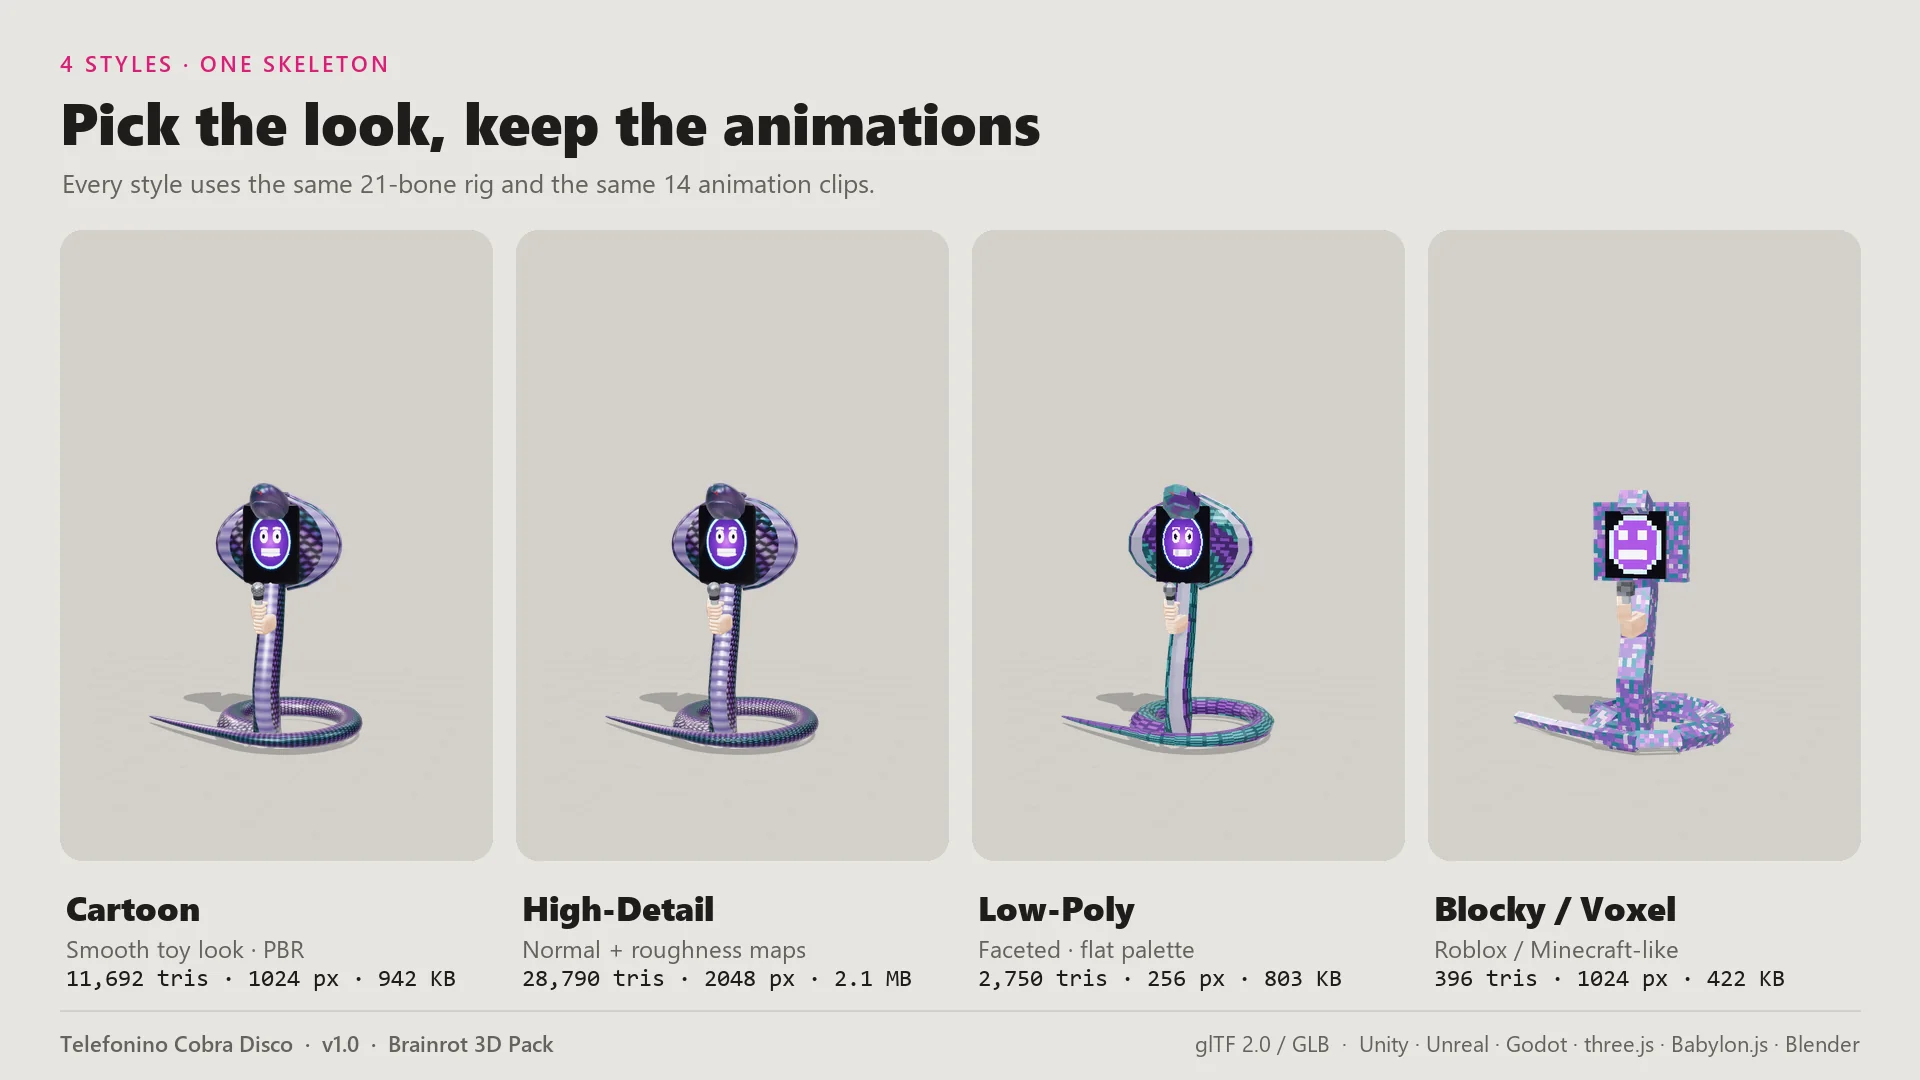 4 STYLES · ONE SKELETON
Pick the look, keep the animations
Every style uses the same 21-bone rig and the same 14 animation clips.
Cartoon
Smooth toy look · PBR
11,692 tris · 1024 px · 942 KB
High-Detail
Normal + roughness maps
28,790 tris · 2048 px · 2.1 MB
Low-Poly
Faceted · flat palette
2,750 tris · 256 px · 803 KB
Blocky / Voxel
Roblox / Minecraft-like
396 tris · 1024 px · 422 KB
Telefonino Cobra Disco · v1.0 · Brainrot 3D Pack
glTF 2.0 / GLB · Unity · Unreal · Godot · three.js · Babylon.js · Blender